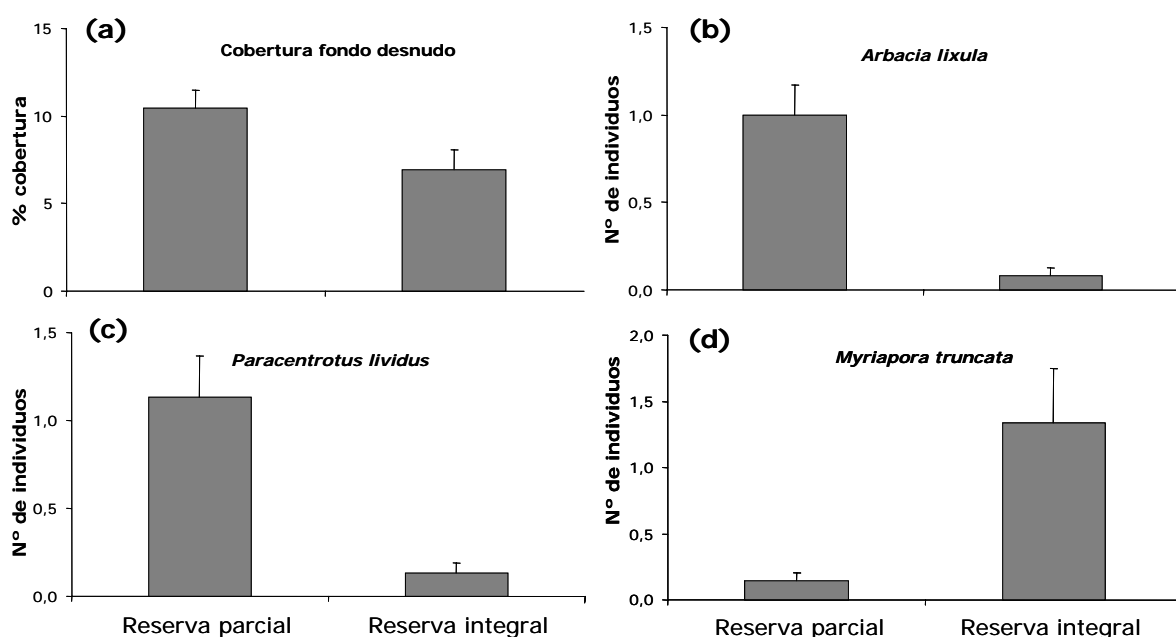 (a)
Cobertura fondo desnudo
% cobertura
15
10
5
0
(b)
Arbacia lixula
Nº de individuos
1,5
1,0
0,5
0,0
(c)
Paracentrotus lividus
Nº de individuos
1,5
1,0
0,5
0,0
Reserva parcial Reserva integral
(d)
Myriapora truncata
Nº de individuos
2,0
1,5
1,0
0,5
0,0
Reserva parcial Reserva integral